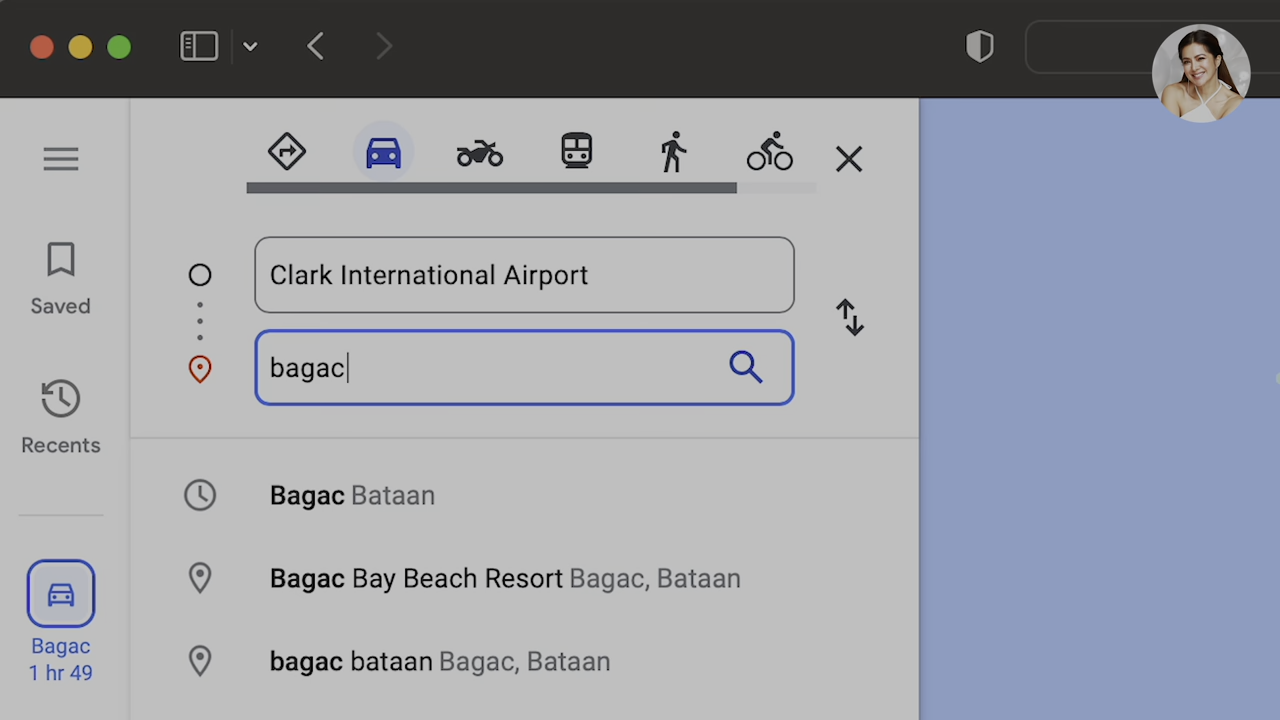 Clark International Airport
bagac
Saved
Recents
Bagac Bataan
Bagac Bay Beach Resort Bagac, Bataan
bagac bataan Bagac, Bataan
Bagac
1 hr 49